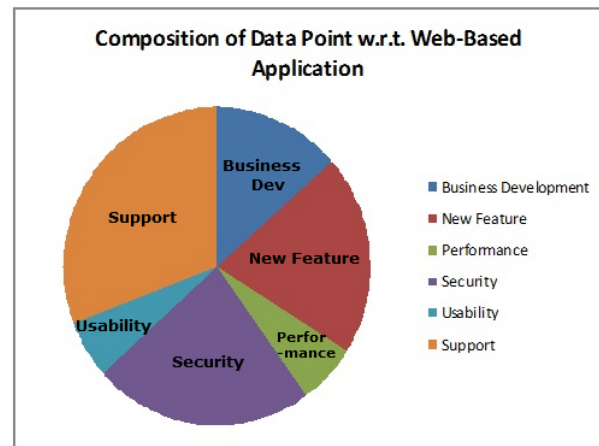 Composition of Data Point w.r.t. Web-Based
Application
Business
Dev
Support
New Feature
Usability
Perfor
-mance
Security
Business Development
New Feature
Performance
Security
Usability
Support